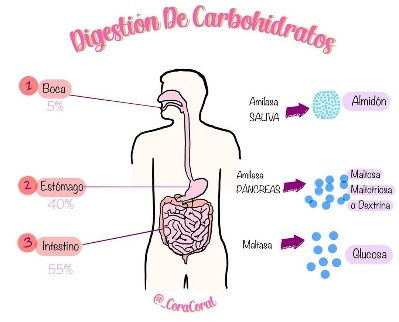 Digestión De Carbohidratos
1 Boca
5%
Amilasa
SALIVA
Almidón
2 Estómago
40%
Amilasa
PÁNCREAS
Maltosa
Maltotriosa
o Dextrina
3 Intestino
55%
Maltasa
Glucosa
@_CoraCoral